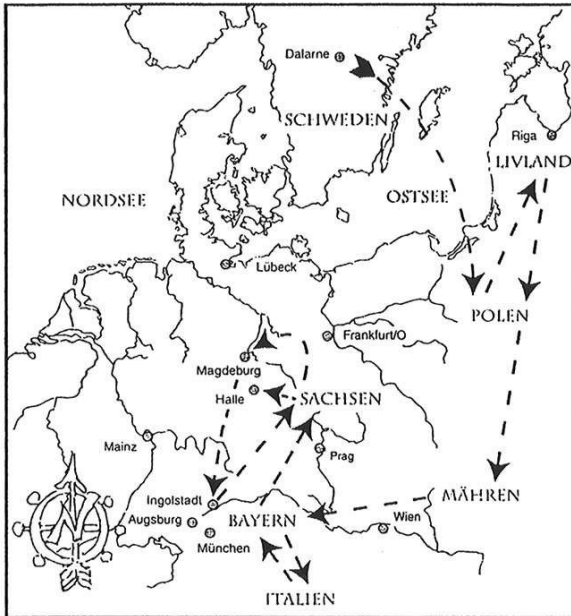 Dalarne
SCHWEDEN
Riga
LIVLAND
NORDSEE
OSTSEE
Lübeck
POLEN
Frankfurt/O
Magdeburg
Halle
SACHSEN
Mainz
Prag
MÄHREN
Ingolstadt
Augsburg
BAYERN
Wien
München
ITALIEN
N